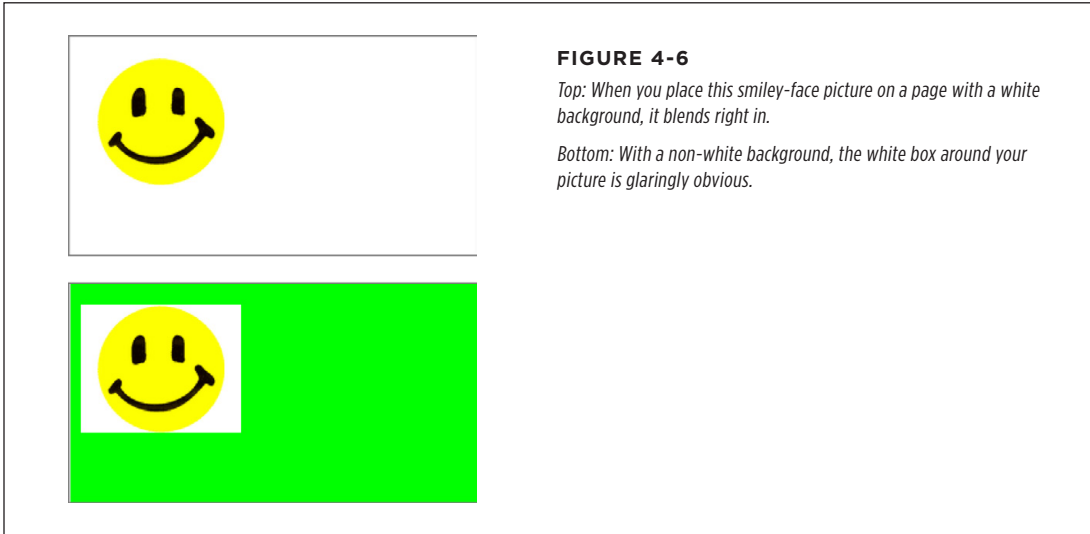 FIGURE 4-6
Top: When you place this smiley-face picture on a page with a white
background, it blends right in.
Bottom: With a non-white background, the white box around your
picture is glaringly obvious.